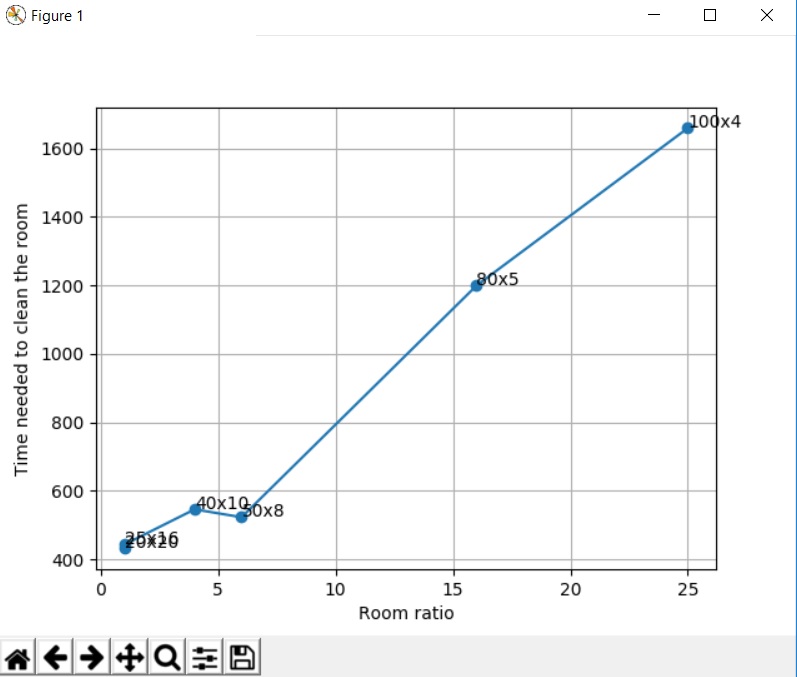 Figure 1
Time needed to clean the room
1600
1400
1200
1000
800
600
400
100x4
80x5
40x10
50x8
25x16
20x20
0 5 10 15 20 25
Room ratio